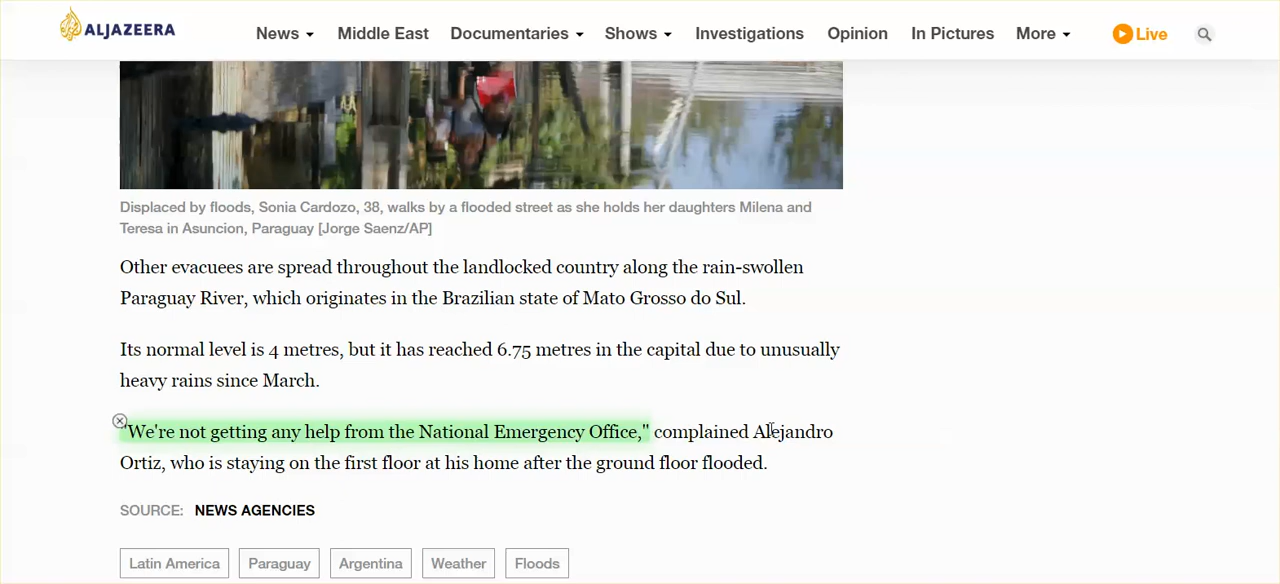 ALJAZEERA
News Middle East Documentaries Shows Investigations Opinion In Pictures More Live
Displaced by floods, Sonia Cardozo, 38, walks by a flooded street as she holds her daughters Milena and
Teresa in Asuncion, Paraguay [Jorge Saenz/AP]
Other evacuees are spread throughout the landlocked country along the rain-swollen
Paraguay River, which originates in the Brazilian state of Mato Grosso do Sul.
Its normal level is 4 metres, but it has reached 6.75 metres in the capital due to unusually
heavy rains since March.
"We're not getting any help from the National Emergency Office," complained Alejandro
Ortiz, who is staying on the first floor at his home after the ground floor flooded.
SOURCE: NEWS AGENCIES
Latin America Paraguay Argentina Weather Floods